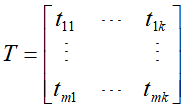 T = [ t11 ⋯ t1k
⋮ ⋮
tm1 ⋯ tmk ]